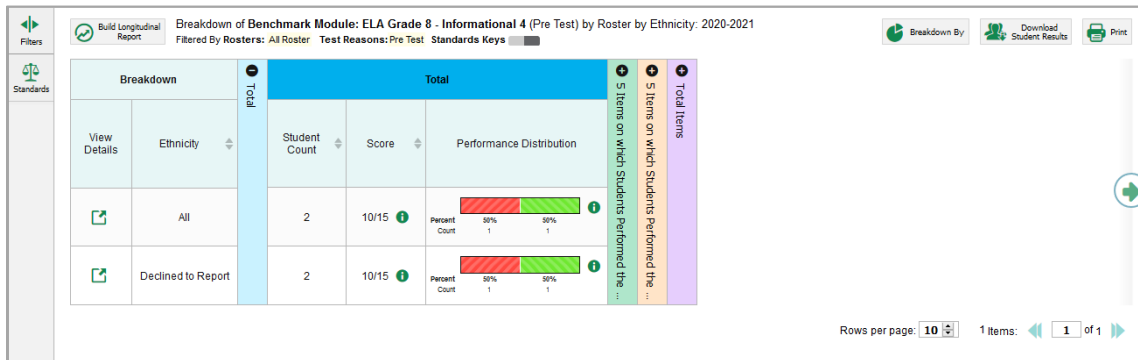 Filters
Standards
Build Longitudinal
Report
Breakdown of Benchmark Module: ELA Grade 8 - Informational 4 (Pre Test) by Roster by Ethnicity: 2020-2021
Filtered By Rosters: All Roster Test Reasons: Pre Test Standards Keys
Breakdown By
Download
Student Results
Print
Breakdown
Total
Total
5 Items on which Students Performed the ...
5 Items on which Students Performed the ...
Total Items
View
Details
Ethnicity
Student
Count
Score
Performance Distribution
All
2
10/15
Percent 50% 50%
Count 1 1
Declined to Report
2
10/15
Percent 50% 50%
Count 1 1
Rows per page: 10
1 Items: 1 of 1